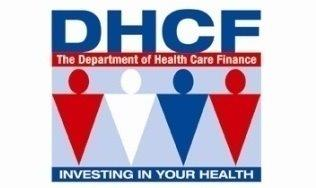 DHCF
The Department of Health Care Finance
INVESTING IN YOUR HEALTH